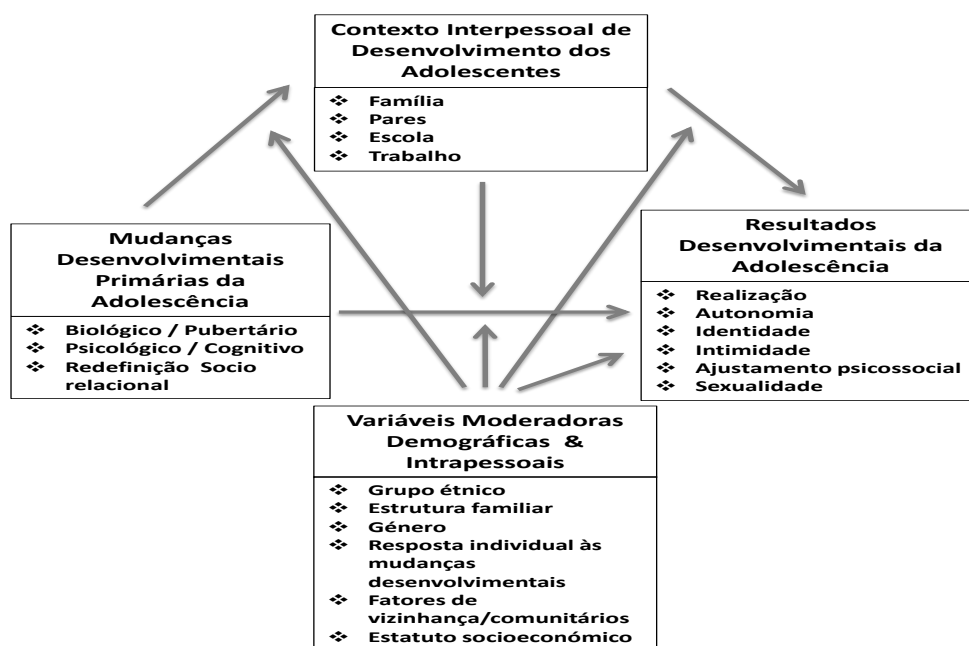 Contexto Interpessoal de
Desenvolvimento dos
Adolescentes
❖ Família
❖ Pares
❖ Escola
❖ Trabalho
Mudanças
Desenvolvimentais
Primárias da
Adolescência
❖ Biológico / Pubertário
❖ Psicológico / Cognitivo
❖ Redefinição Socio
relacional
Resultados
Desenvolvimentais da
Adolescência
❖ Realização
❖ Autonomia
❖ Identidade
❖ Intimidade
❖ Ajustamento psicossocial
❖ Sexualidade
Variáveis Moderadoras
Demográficas &
Intrapessoais
❖ Grupo étnico
❖ Estrutura familiar
❖ Género
❖ Resposta individual às
mudanças
desenvolvimentais
❖ Fatores de
vizinhança/comunitários
❖ Estatuto socioeconómico